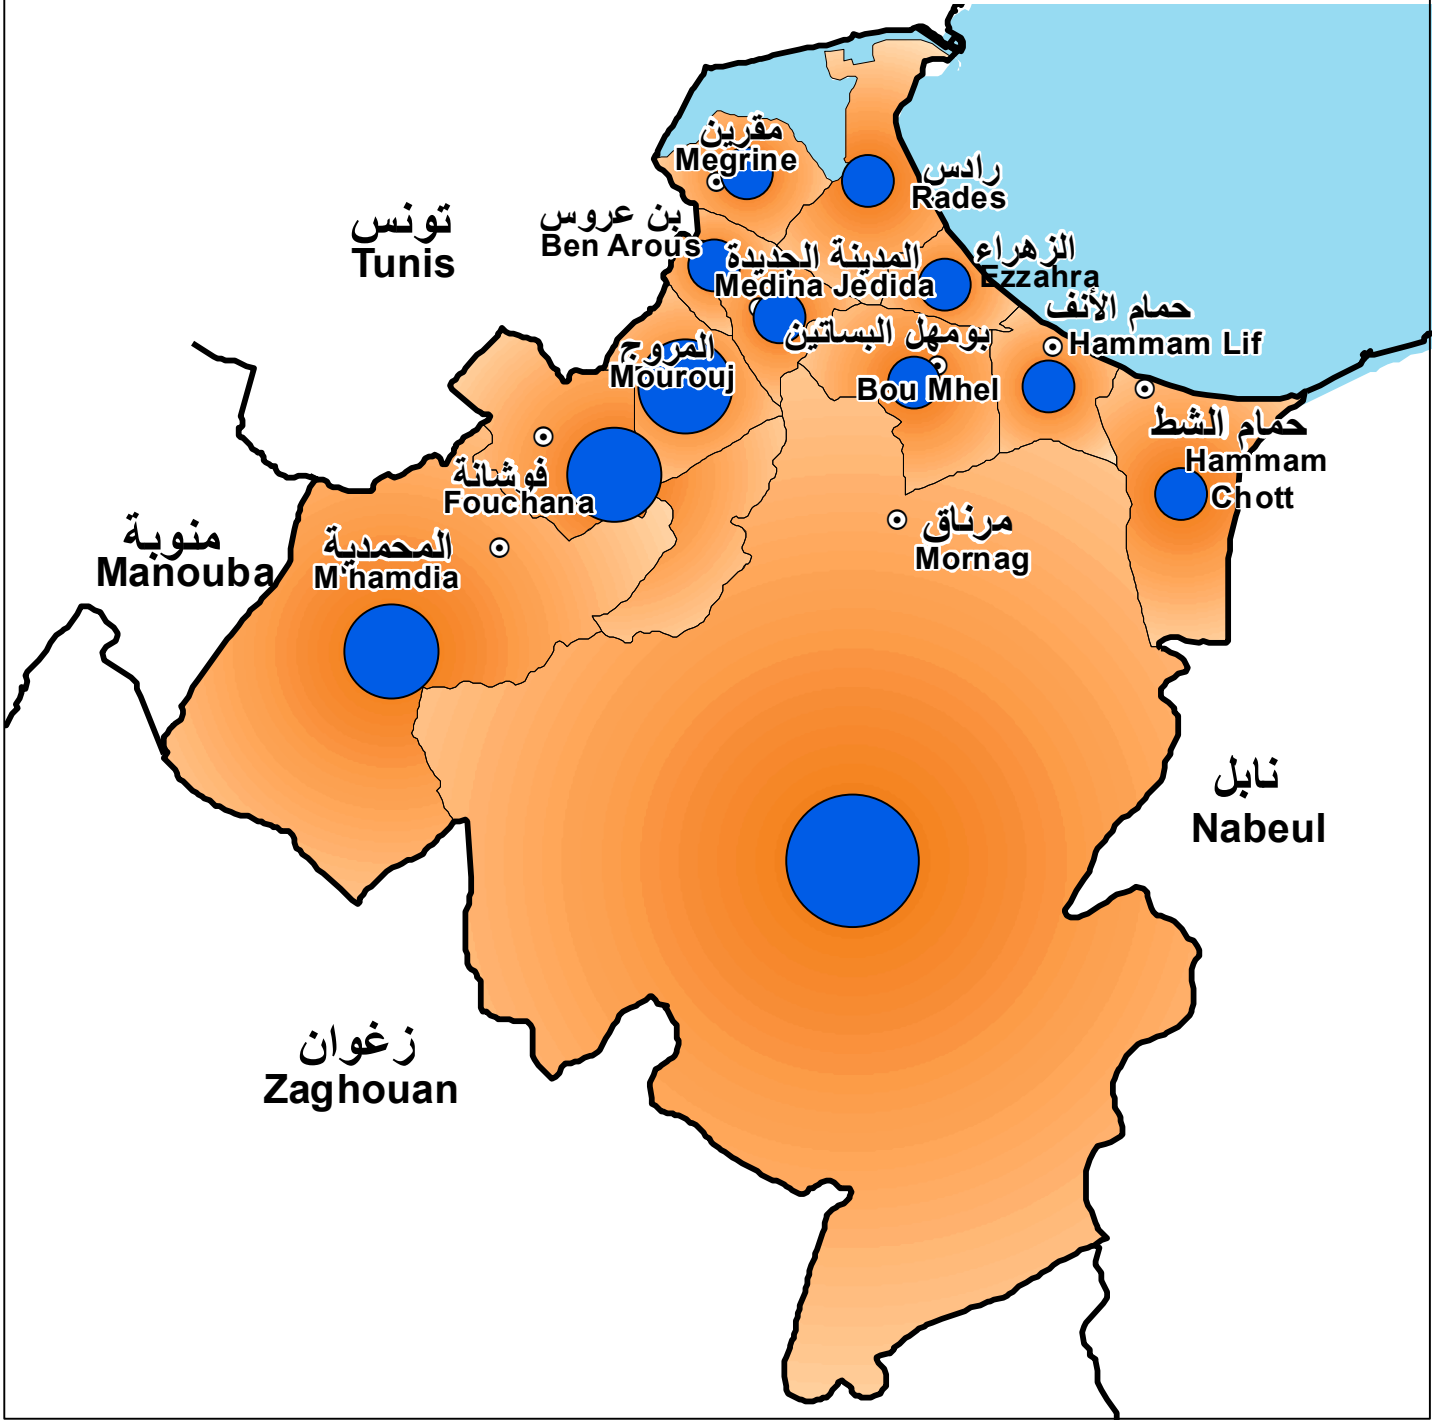 مقرين
Megrine
رادس
Rades
تونس
Tunis
بن عروس
Ben Arous
المدينة الجديدة
Medina Jedida
الزهراء
Ezzahra
حمام الأنف
Hammam Lif
بومهل البساتين
Bou Mhel
المروج
Mourouj
حمام الشط
Hammam
Chott
فوشانة
Fouchana
مرناق
Mornag
منوبة
Manouba
المحمدية
M'hamdia
نابل
Nabeul
زغوان
Zaghouan